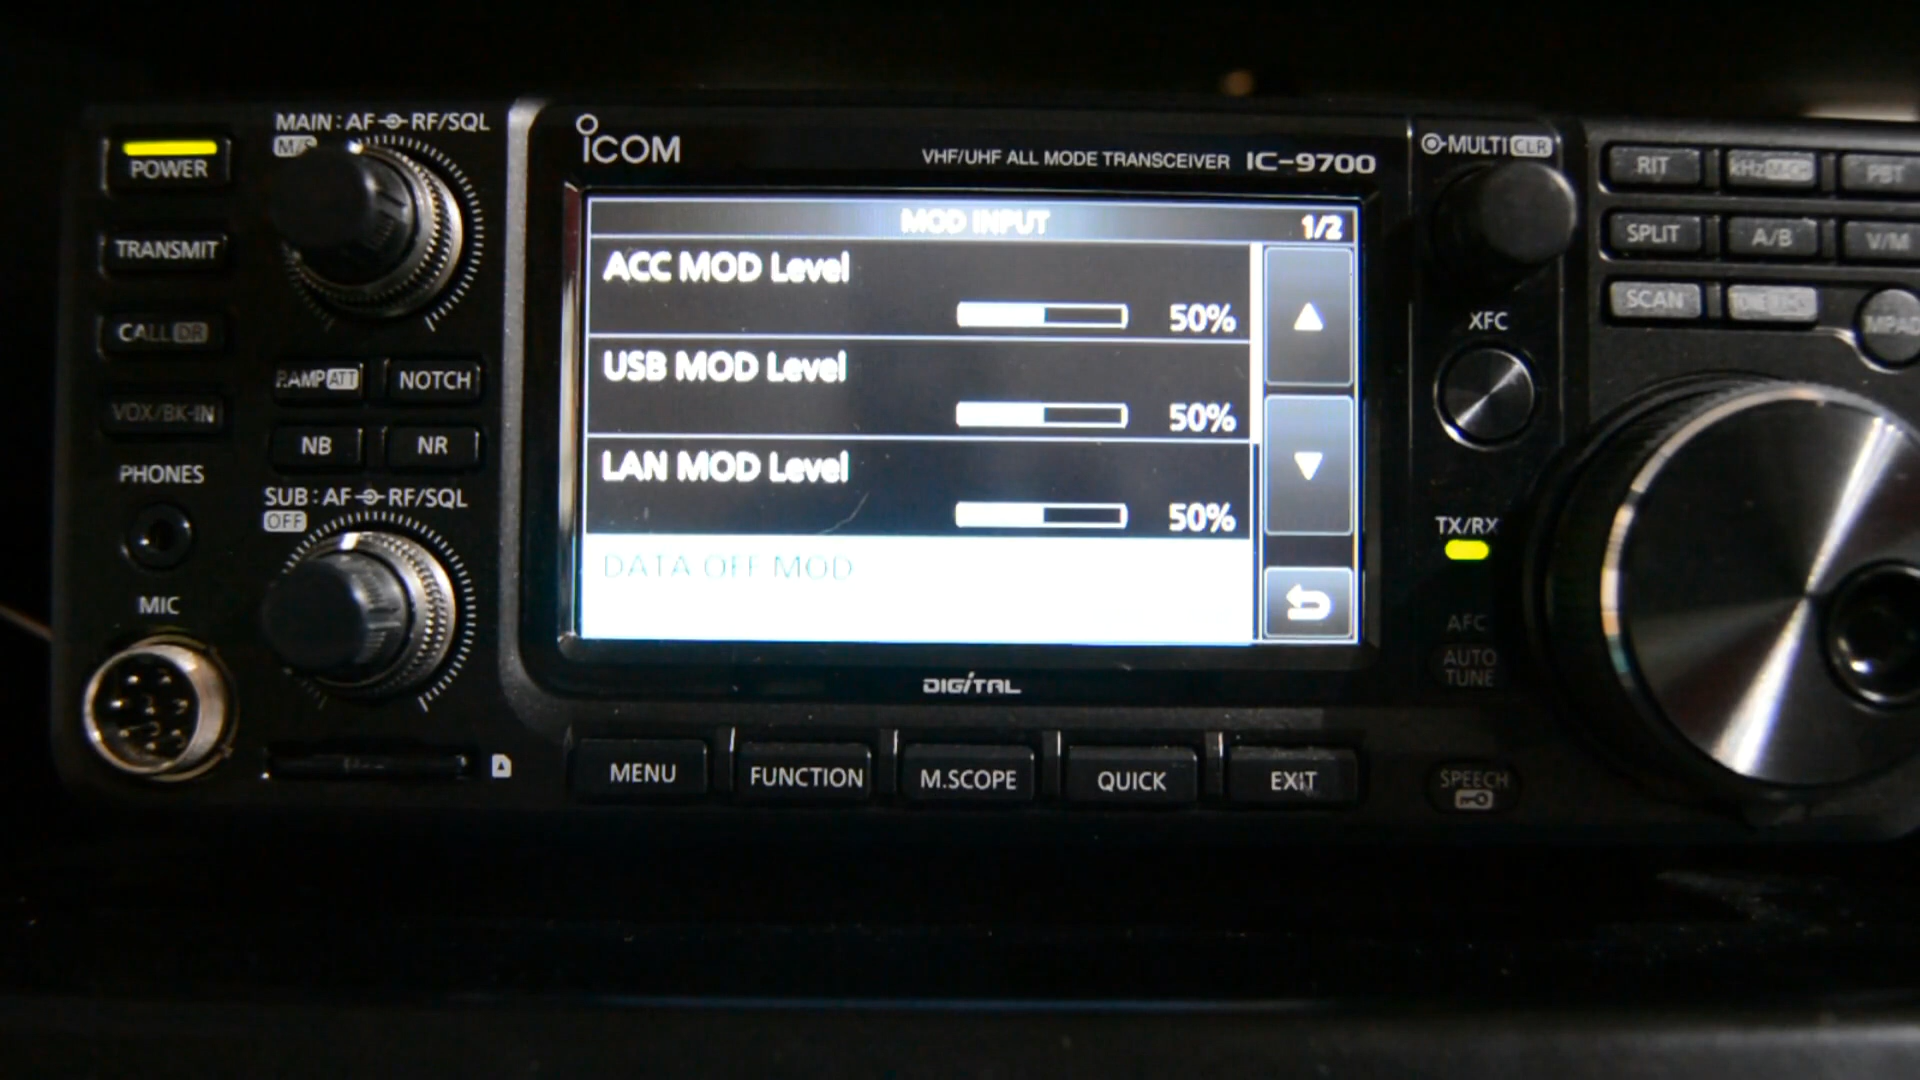 POWER
TRANSMIT
CALL DR
VOX/BK-IN
PHONES
MIC
MAIN: AF RF/SQL
M/S
P.AMP ATT
NOTCH
NB
NR
SUB: AF RF/SQL
OFF
ICOM
VHF/UHF ALL MODE TRANSCEIVER IC-9700
MOD INPUT 1/2
ACC MOD Level
50%
USB MOD Level
50%
LAN MOD Level
50%
DATA OFF MOD
DIGITAL
MENU
FUNCTION
M.SCOPE
QUICK
EXIT
MULTI CLR
XFC
TX/RX
AFC
AUTO
TUNE
SPEECH
RIT
kHz M-CH
PBT
SPLIT
A/B
V/M
SCAN
MPAD